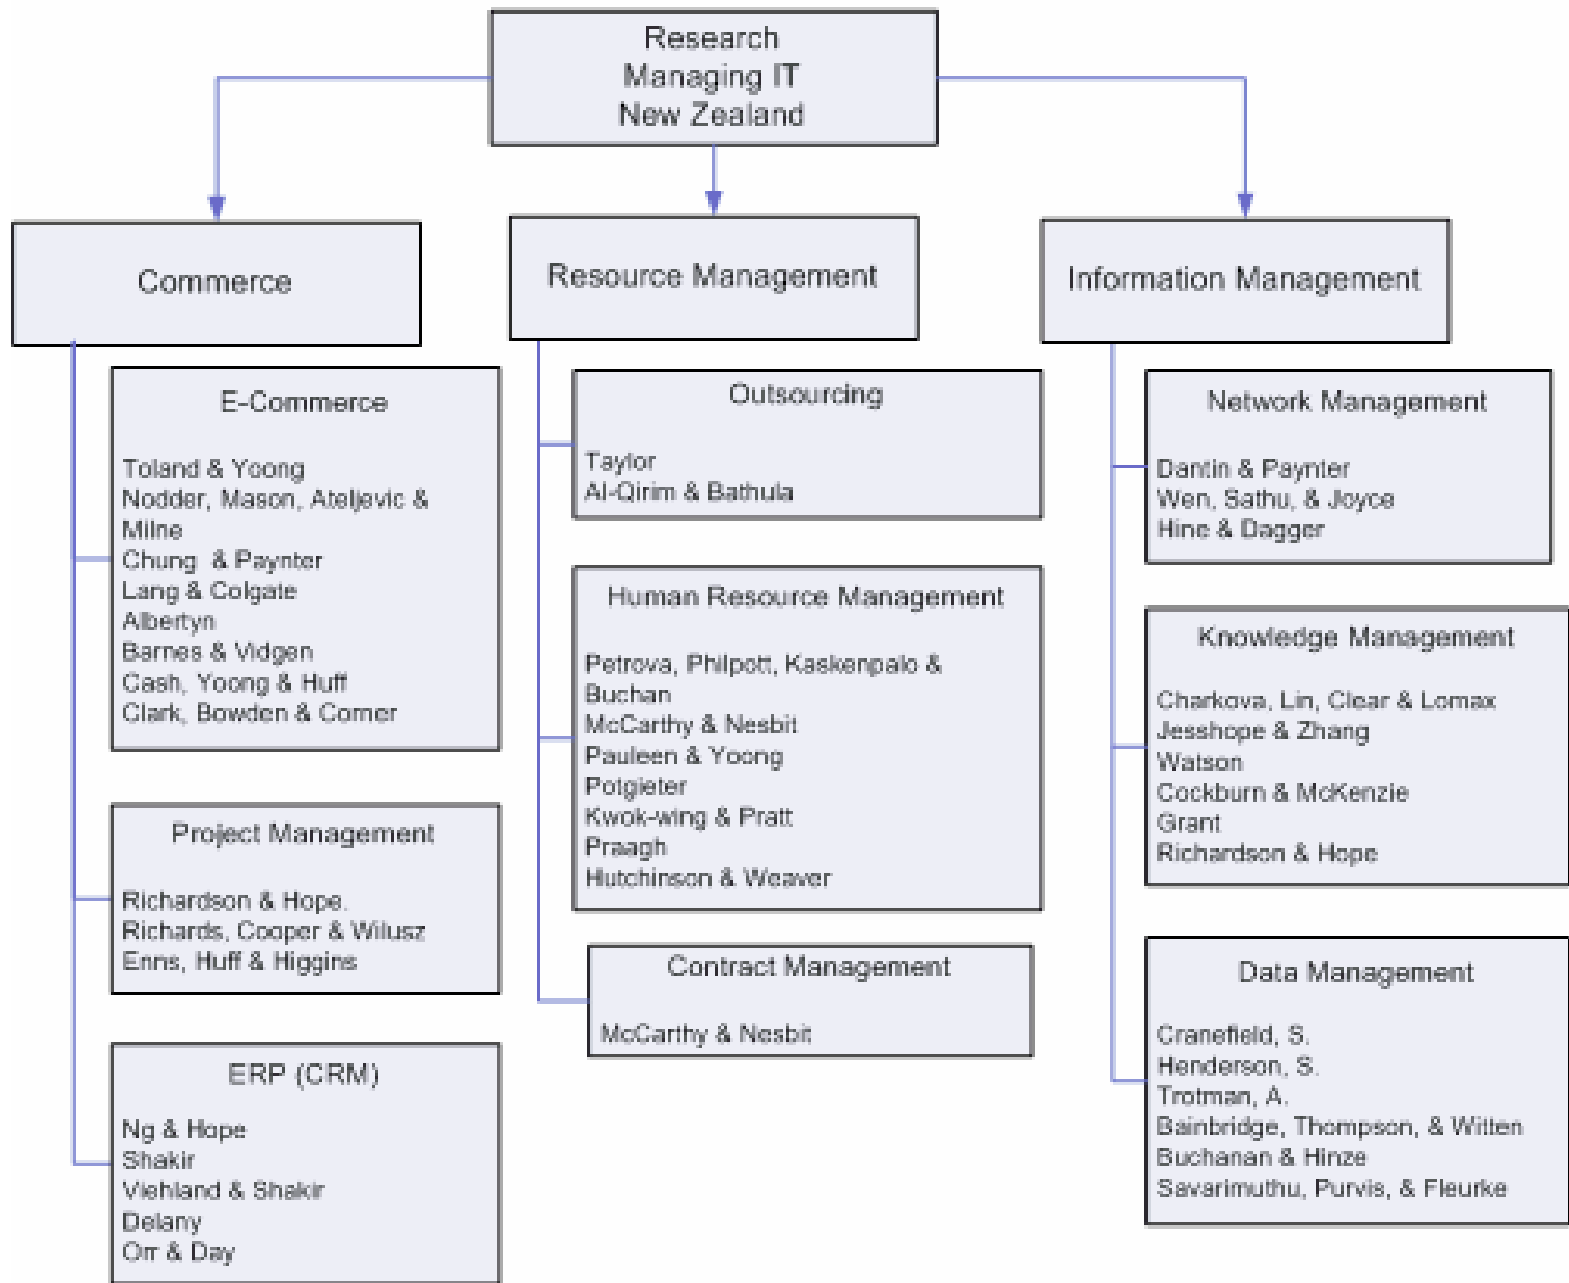 Research
Managing IT
New Zealand
Commerce
E-Commerce
Toland & Yoong
Nodder, Mason, Ateljevic &
Milne
Chung & Paynter
Lang & Colgate
Albertyn
Barnes & Vidgen
Cash, Yoong & Huff
Clark, Bowden & Corner
Project Management
Richardson & Hope.
Richards, Cooper & Wilusz
Enns, Huff & Higgins
ERP (CRM)
Ng & Hope
Shakir
Viehland & Shakir
Delany
Orr & Day
Resource Management
Outsourcing
Taylor
Al-Qirim & Bathula
Human Resource Management
Petrova, Philpott, Kaskenpalo &
Buchan
McCarthy & Nesbit
Pauleen & Yoong
Potgieter
Kwok-wing & Pratt
Praagh
Hutchinson & Weaver
Contract Management
McCarthy & Nesbit
Information Management
Network Management
Dantin & Paynter
Wen, Sathu, & Joyce
Hine & Dagger
Knowledge Management
Charkova, Lin, Clear & Lomax
Jesshope & Zhang
Watson
Cockburn & McKenzie
Grant
Richardson & Hope
Data Management
Cranefield, S.
Henderson, S.
Trotman, A.
Bainbridge, Thompson, & Witten
Buchanan & Hinze
Savarimuthu, Purvis, & Fleurke